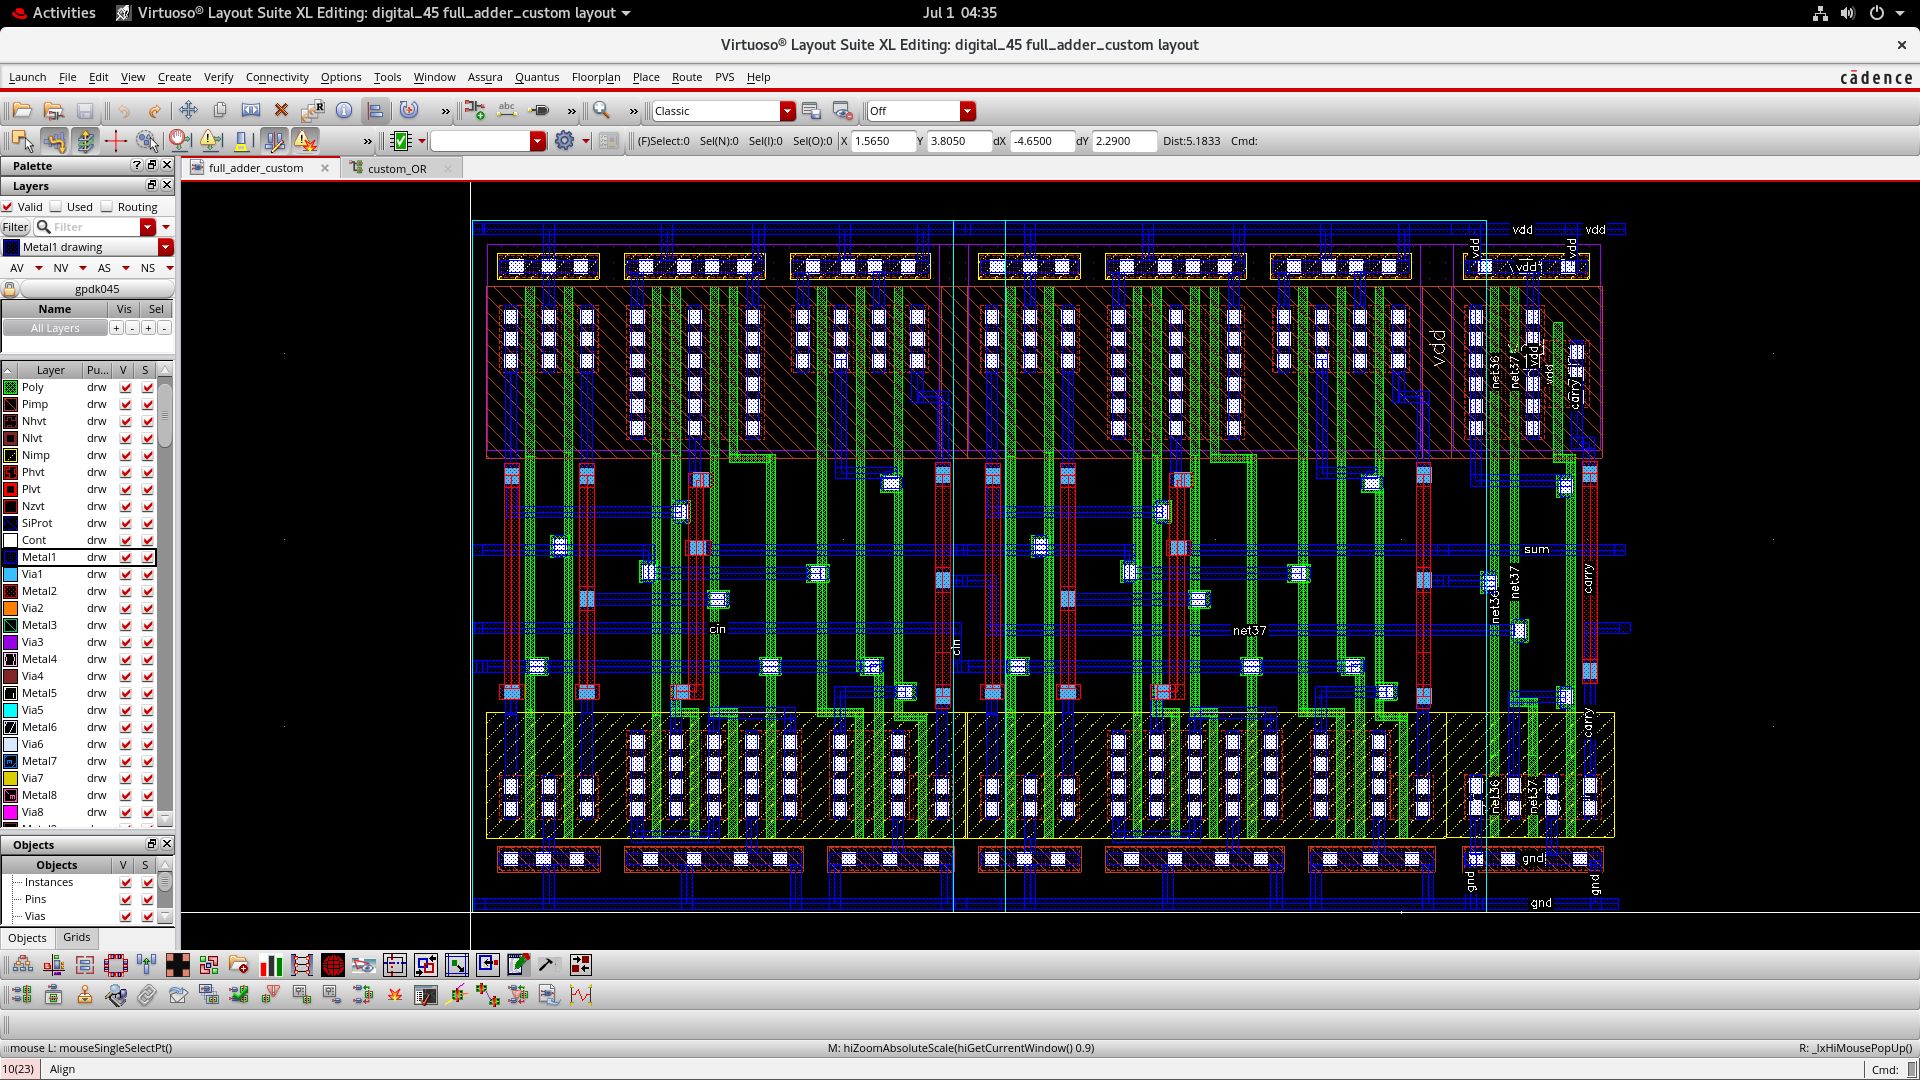 Activities
Virtuoso® Layout Suite XL Editing: digital_45 full_adder_custom layout
Jul 1 04:35
Virtuoso® Layout Suite XL Editing: digital_45 full_adder_custom layout
Launch File Edit View Create Verify Connectivity Options Tools Window Assura Quantus Floorplan Place Route PVS Help
cādence
abc » » » Classic Off
» (F)Select:0 Sel(N):0 Sel(I):0 Sel(O):0 X 1.5650 Y 3.8050 dX -4.6500 dY 2.2900 Dist:5.1833 Cmd:
Palette
full_adder_custom custom_OR
Layers
Valid Used Routing
Filter Filter
Metal1 drawing
AV NV AS NS
gpdk045
Name Vis Sel
All Layers + - + -
Layer Pu... V S
Poly drw
Pimp drw
Nhvt drw
Nlvt drw
Nimp drw
Phvt drw
Plvt drw
Nzvt drw
SiProt drw
Cont drw
Metal1 drw
Via1 drw
Metal2 drw
Via2 drw
Metal3 drw
Via3 drw
Metal4 drw
Via4 drw
Metal5 drw
Via5 drw
Metal6 drw
Via6 drw
Metal7 drw
Via7 drw
Metal8 drw
Via8 drw
Objects
Objects V S
Instances
Pins
Vias
Objects Grids
vdd vdd
vdd vdd
vdd
vdd
net36 net37 vdd vdd carry
sum
net36 net37 carry
cin
cin
net37
carry
net36 net37
gnd
gnd gnd
gnd
mouse L: mouseSingleSelectPt()
M: hiZoomAbsoluteScale(hiGetCurrentWindow() 0.9)
R: _lxHiMousePopUp()
10(23) Align
Cmd: